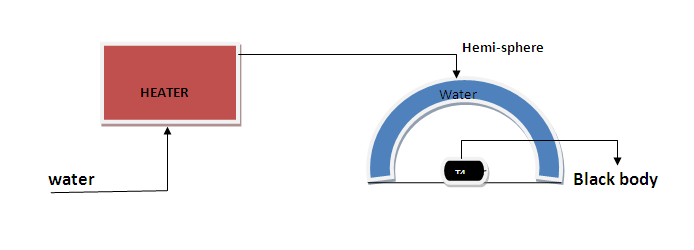 Hemi-sphere
HEATER
Water
water
Black body